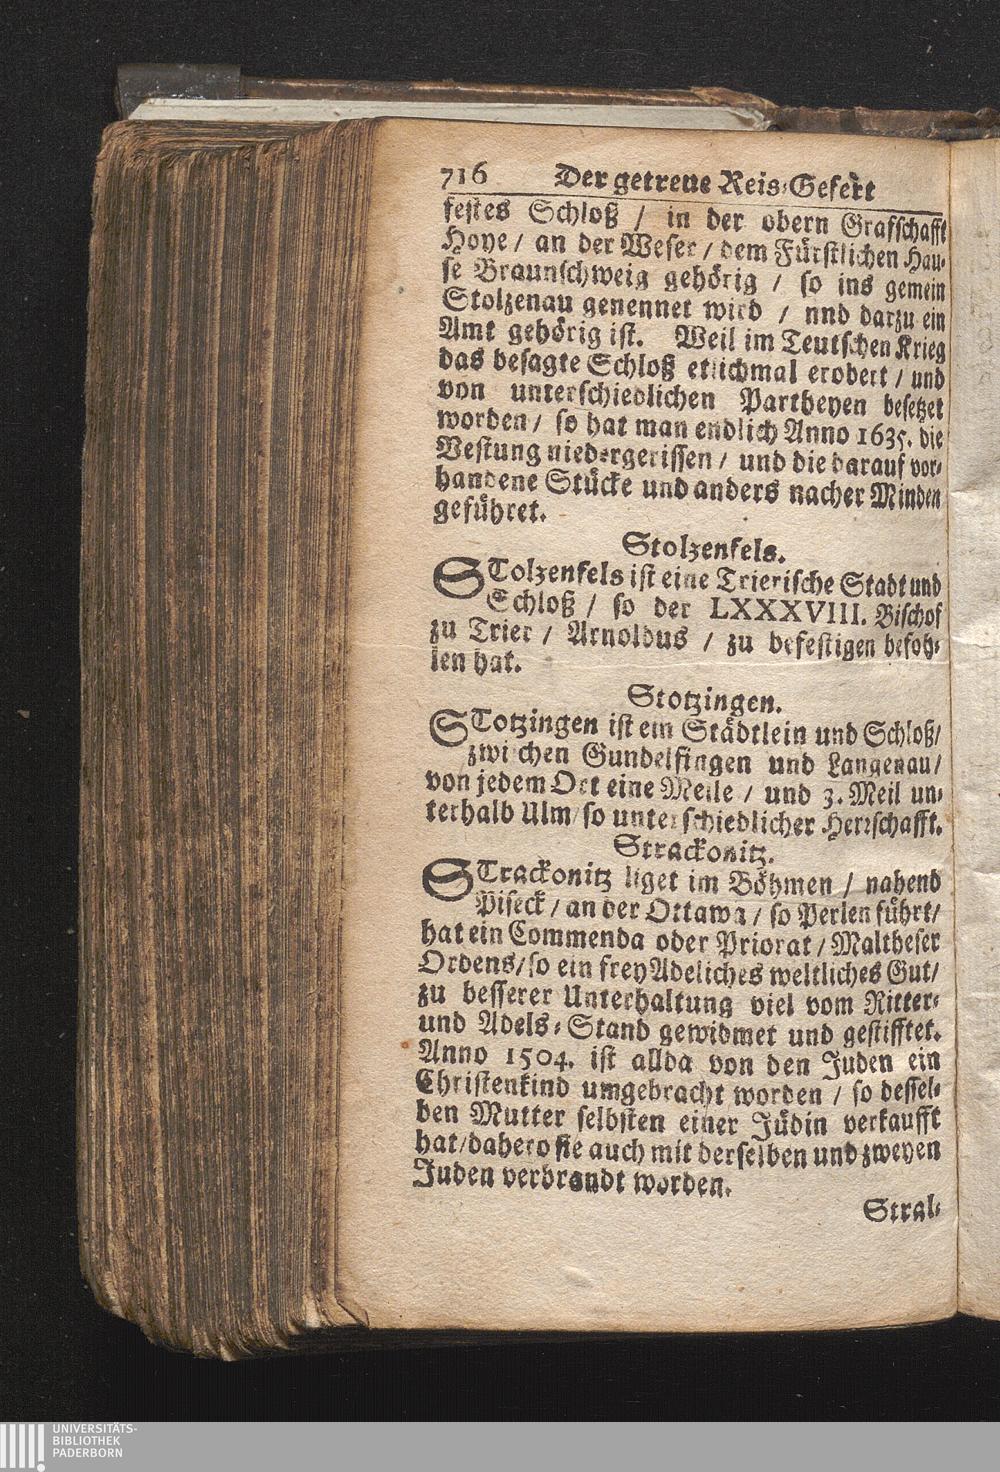 716 Der getreue Reis-Gefert
festes Schloß / in der obern Grafschafft
Hoye / an der Weser / dem Fürstlichen Hau-
se Braunschweig gehörig / so ins gemein
Stolzenau genennet wird / nnd darzu ein
Amt gehörig ist. Weil im Teutschen Krieg
das besagte Schloß etlichmal erobert / und
von unterschiedlichen Partheyen besetzet
worden / so hat man endlich Anno 1635. die
Vestung niedergerissen / und die darauf vor-
handene Stücke und anders nacher Minden
geführet.
Stolzenfels.
STolzenfels ist eine Trierische Stadt und
Schloß / so der LXXXVIII. Bischof
zu Trier / Arnoldus / zu befestigen befoh-
len hat.
Stotzingen.
STotzingen ist ein Städtlein und Schloß/
zwischen Gundelfingen und Langenau/
von jedem Ort eine Meile / und 3. Meil un-
terhalb Ulm/so unterschiedlicher Herrschafft.
Strackonitz.
STrackonitz liget im Böhmen / nahend
Piseck / an der Ottawa / so Perlen führt/
hat ein Commenda oder Priorat / Maltheser
Ordens/so ein frey Adeliches weltliches Gut/
zu besserer Unterhaltung viel vom Ritter-
und Adels-Stand gewidmet und gestifftet.
Anno 1504. ist allda von den Juden ein
Christenkind umgebracht worden / so dessel-
ben Mutter selbsten einer Jüdin verkaufft
hat/dahero sie auch mit derselben und zweyen
Juden verbrandt worden.
Stral-
UNIVERSITÄTS-
BIBLIOTHEK
PADERBORN